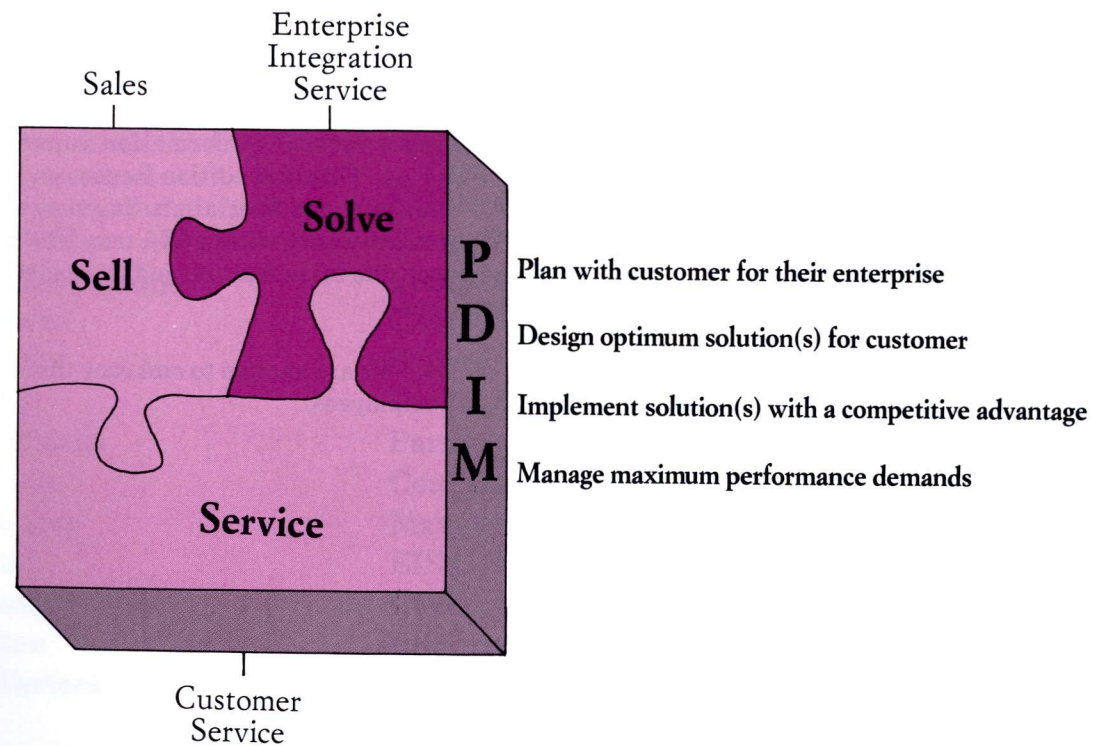 Enterprise
Integration
Service
Sales
Solve
Sell
P
Plan with customer for their enterprise
D
Design optimum solution(s) for customer
I
Implement solution(s) with a competitive advantage
M
Manage maximum performance demands
Service
Customer
Service